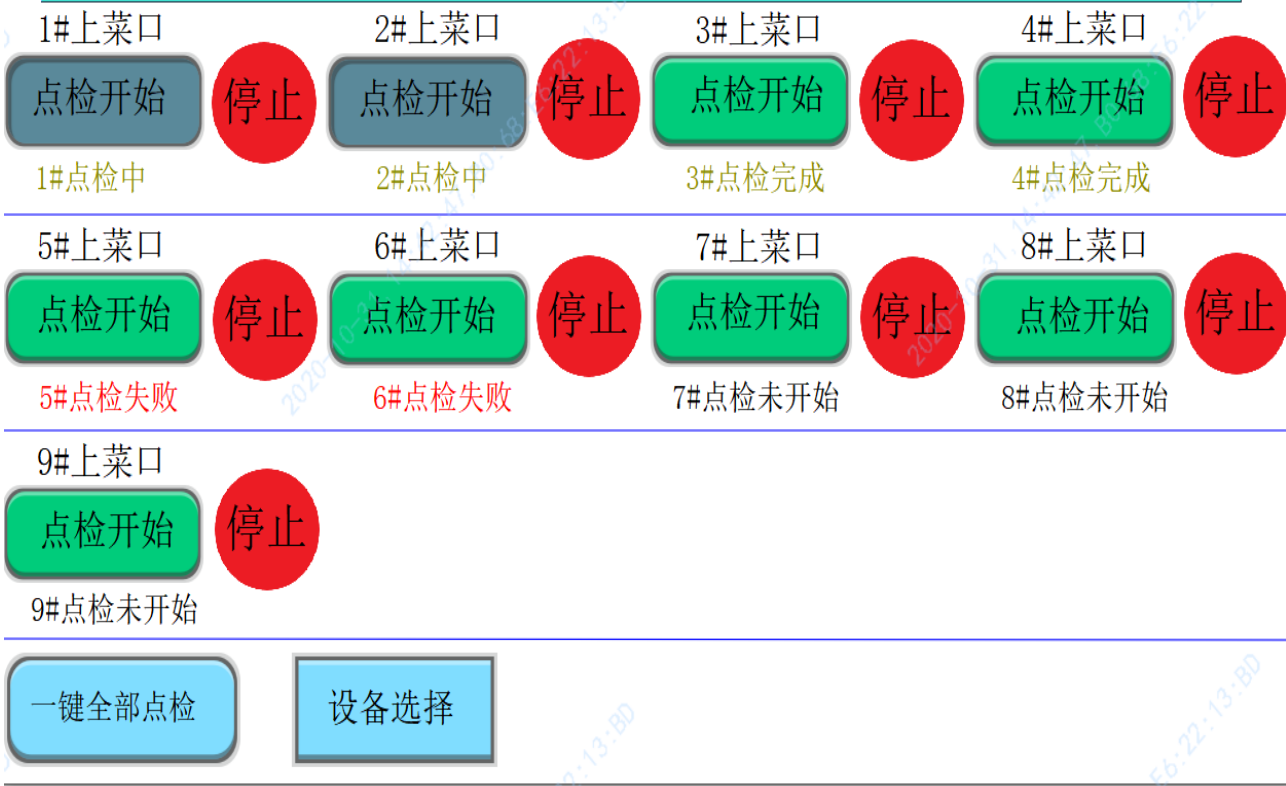 1#上菜口 2#上菜口 3#上菜口 4#上菜口
点检开始 停止 点检开始 停止 点检开始 停止 点检开始 停止
1#点检中 2#点检中 3#点检完成 4#点检完成
5#上菜口 6#上菜口 7#上菜口 8#上菜口
点检开始 停止 点检开始 停止 点检开始 停止 点检开始 停止
5#点检失败 6#点检失败 7#点检未开始 8#点检未开始
9#上菜口
点检开始 停止
9#点检未开始
一键全部点检 设备选择